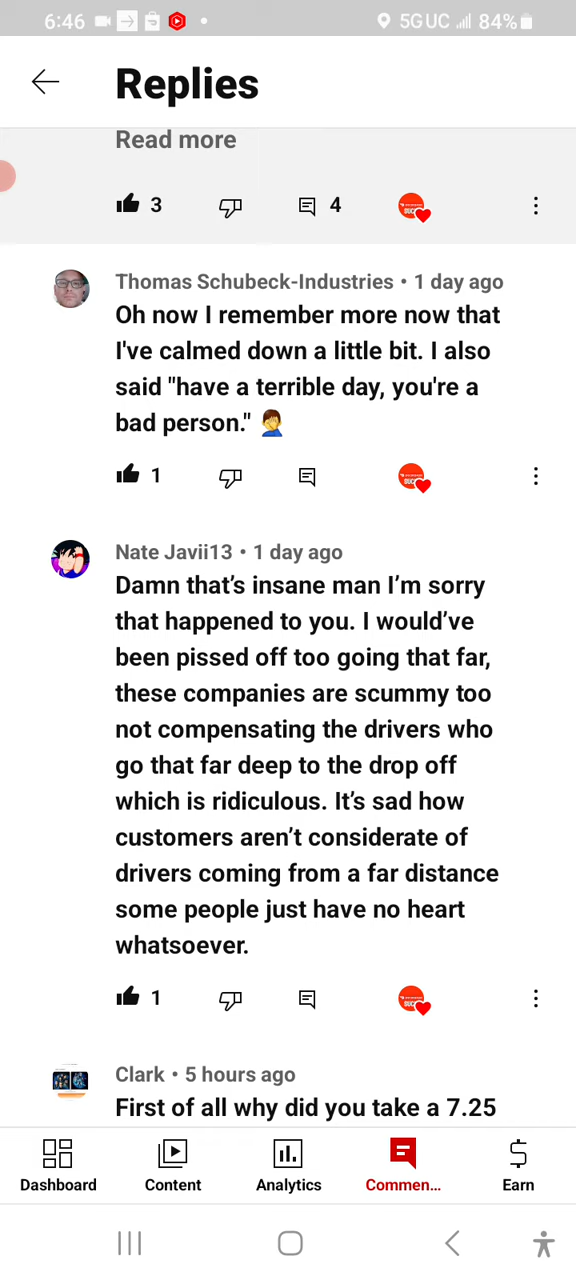 6:46 5G UC 84%
Replies
Read more
3 4
Thomas Schubeck-Industries • 1 day ago
Oh now I remember more now that
I've calmed down a little bit. I also
said "have a terrible day, you're a
bad person." 🤦‍♂️
1
Nate Javii13 • 1 day ago
Damn that’s insane man I’m sorry
that happened to you. I would’ve
been pissed off too going that far,
these companies are scummy too
not compensating the drivers who
go that far deep to the drop off
which is ridiculous. It’s sad how
customers aren’t considerate of
drivers coming from a far distance
some people just have no heart
whatsoever.
1
Clark • 5 hours ago
First of all why did you take a 7.25
Dashboard Content Analytics Commen... Earn